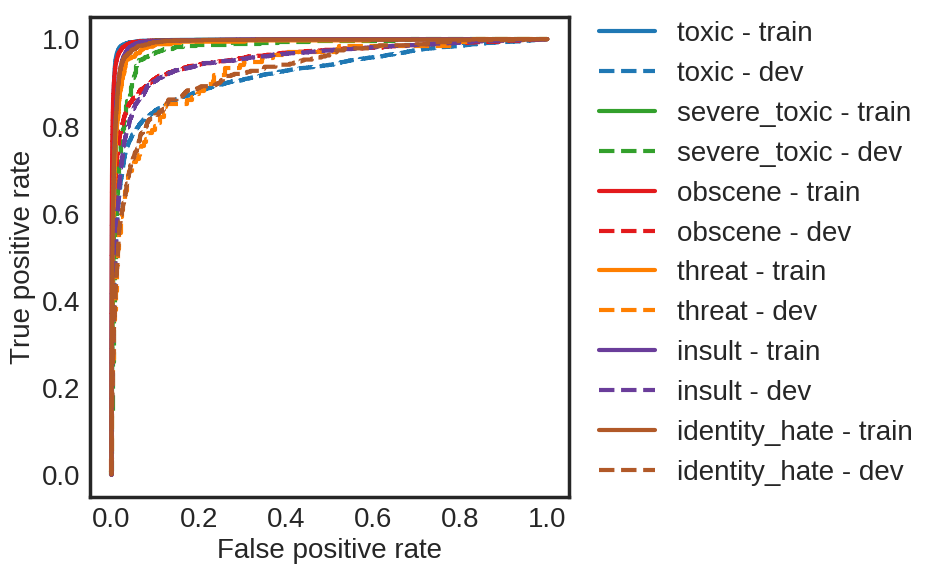 1.0
0.8
0.6
0.4
0.2
0.0
True positive rate
0.0 0.2 0.4 0.6 0.8 1.0
False positive rate
toxic - train
toxic - dev
severe_toxic - train
severe_toxic - dev
obscene - train
obscene - dev
threat - train
threat - dev
insult - train
insult - dev
identity_hate - train
identity_hate - dev